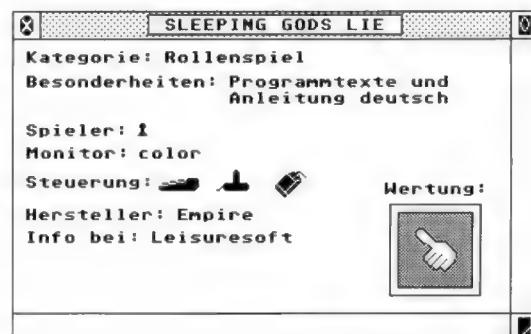 SLEEPING GODS LIE
Kategorie: Rollenspiel
Besonderheiten: Programmtexte und
Anleitung deutsch
Spieler: 1
Monitor: color
Steuerung:
Wertung:
Hersteller: Empire
Info bei: Leisuresoft